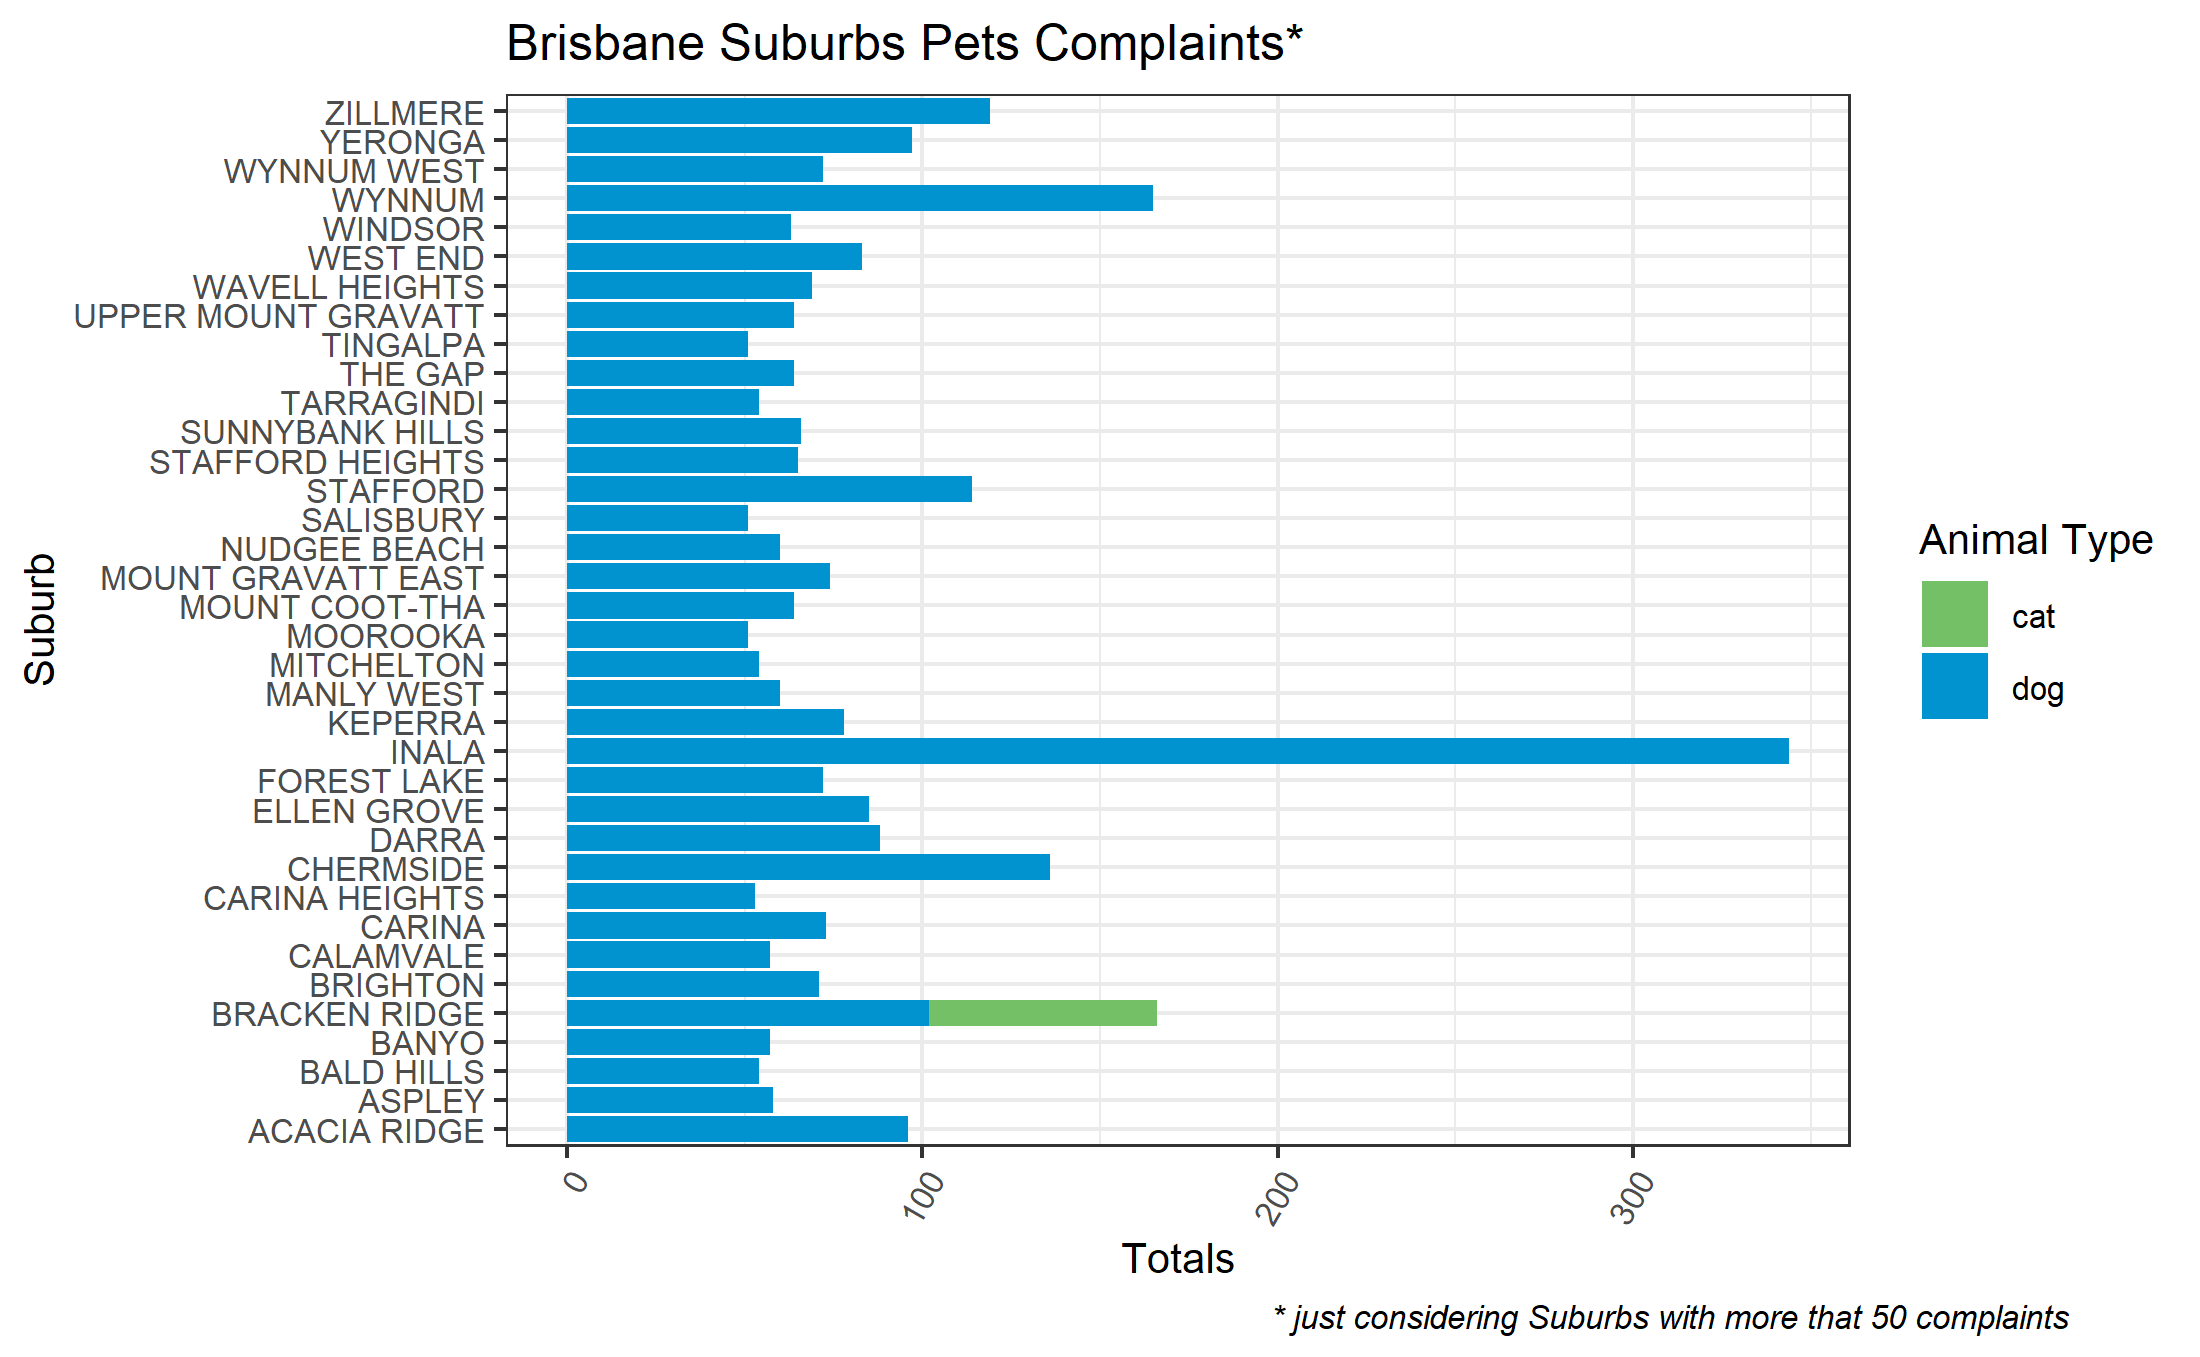 Brisbane Suburbs Pets Complaints*
ZILLMERE
YERONGA
WYNNUM WEST
WYNNUM
WINDSOR
WEST END
WAVELL HEIGHTS
UPPER MOUNT GRAVATT
TINGALPA
THE GAP
TARRAGINDI
SUNNYBANK HILLS
STAFFORD HEIGHTS
STAFFORD
SALISBURY
NUDGEE BEACH
MOUNT GRAVATT EAST
MOUNT COOT-THA
MOOROOKA
MITCHELTON
MANLY WEST
KEPERRA
INALA
FOREST LAKE
ELLEN GROVE
DARRA
CHERMSIDE
CARINA HEIGHTS
CARINA
CALAMVALE
BRIGHTON
BRACKEN RIDGE
BANYO
BALD HILLS
ASPLEY
ACACIA RIDGE
Suburb
0 100 200 300
Totals
Animal Type
cat
dog
* just considering Suburbs with more that 50 complaints